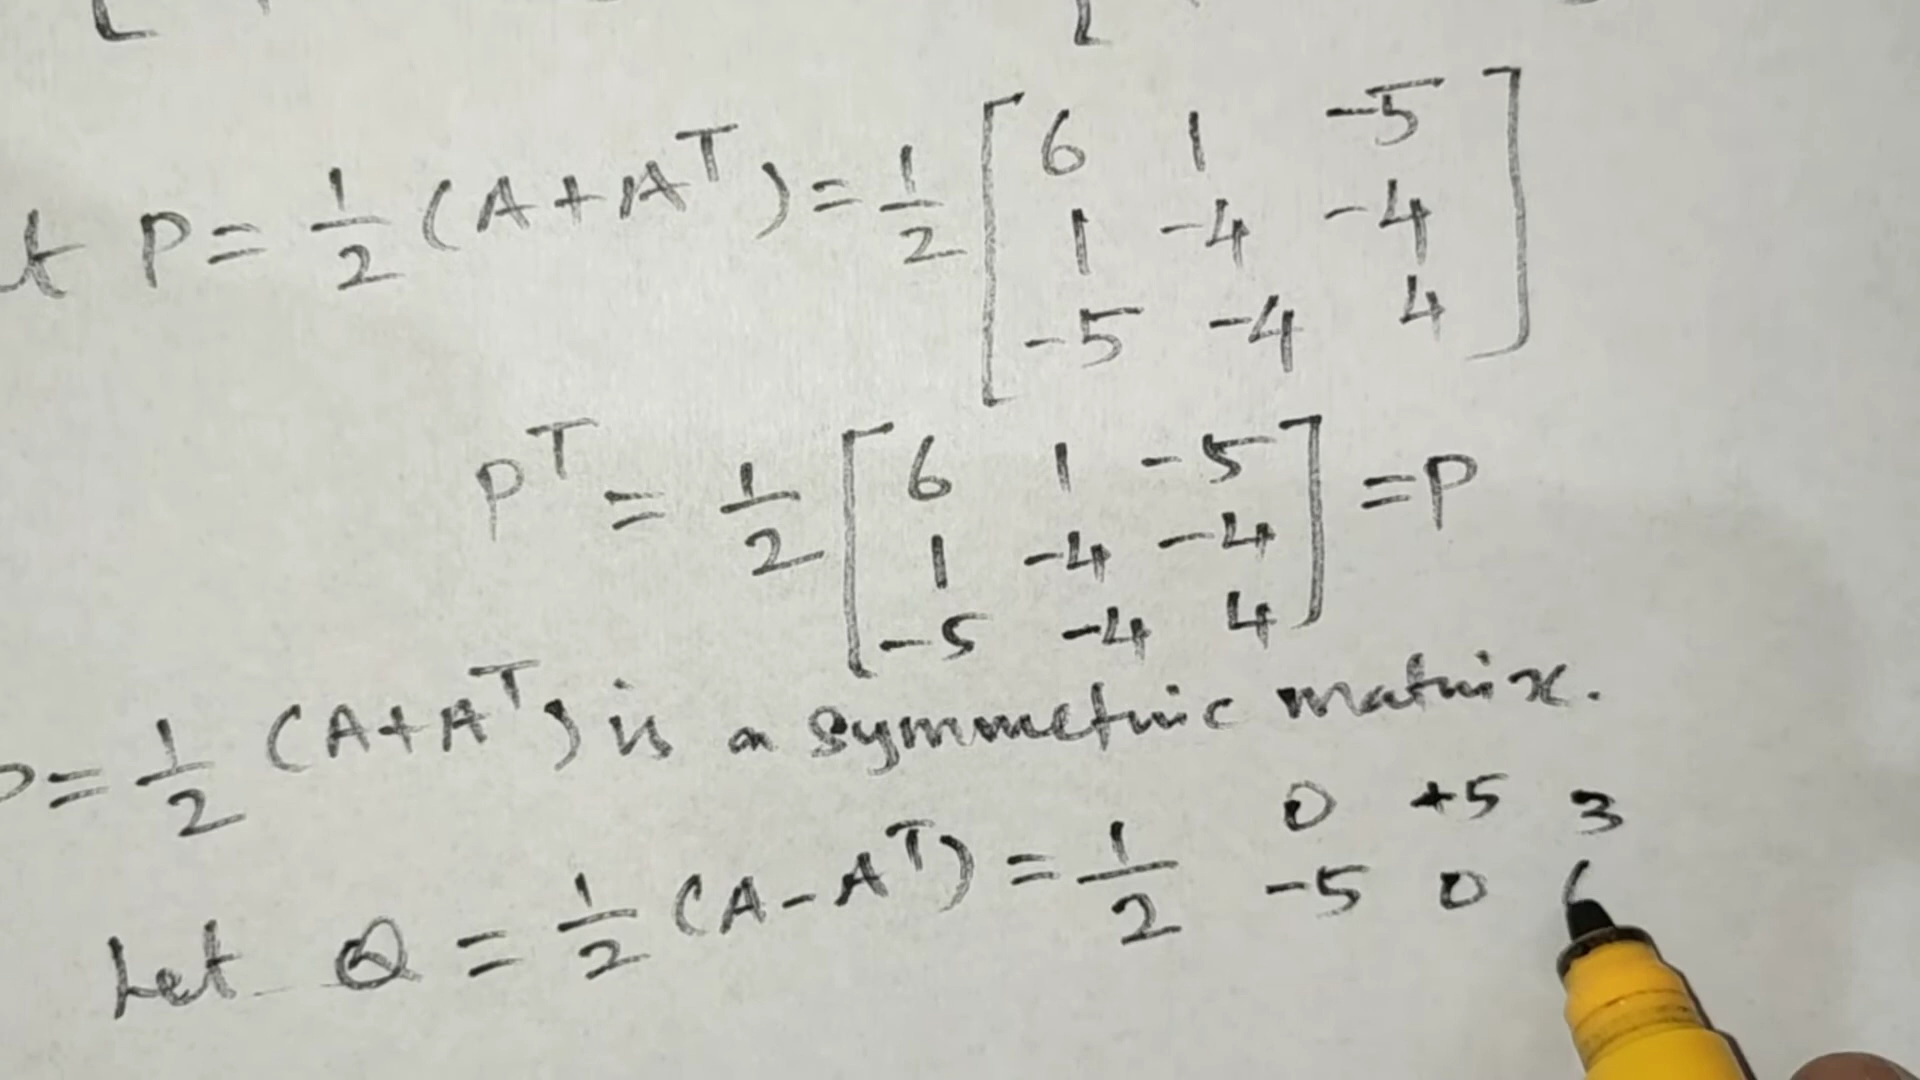 t P = 1/2 (A + A^T) = 1/2 [ 6 1 -5
1 -4 -4
-5 -4 4 ]
P^T = 1/2 [ 6 1 -5
1 -4 -4
-5 -4 4 ] = P
= 1/2 (A + A^T) is a symmetric matrix.
Let Q = 1/2 (A - A^T) = 1/2 0 +5 3
-5 0